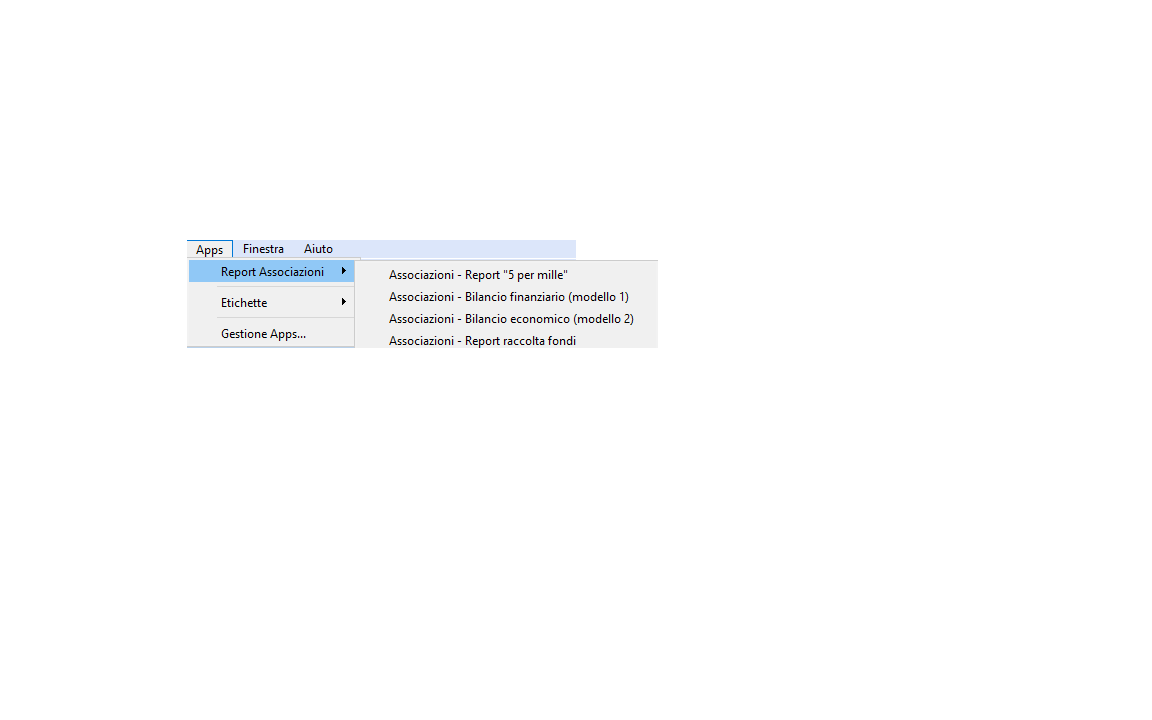 Apps Finestra Aiuto
Report Associazioni
Etichette
Gestione Apps...
Associazioni - Report "5 per mille"
Associazioni - Bilancio finanziario (modello 1)
Associazioni - Bilancio economico (modello 2)
Associazioni - Report raccolta fondi